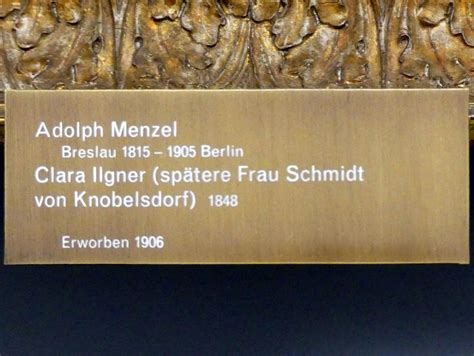 Adolph Menzel
Breslau 1815 – 1905 Berlin
Clara Ilgner (spätere Frau Schmidt
von Knobelsdorf) 1848
Erworben 1906